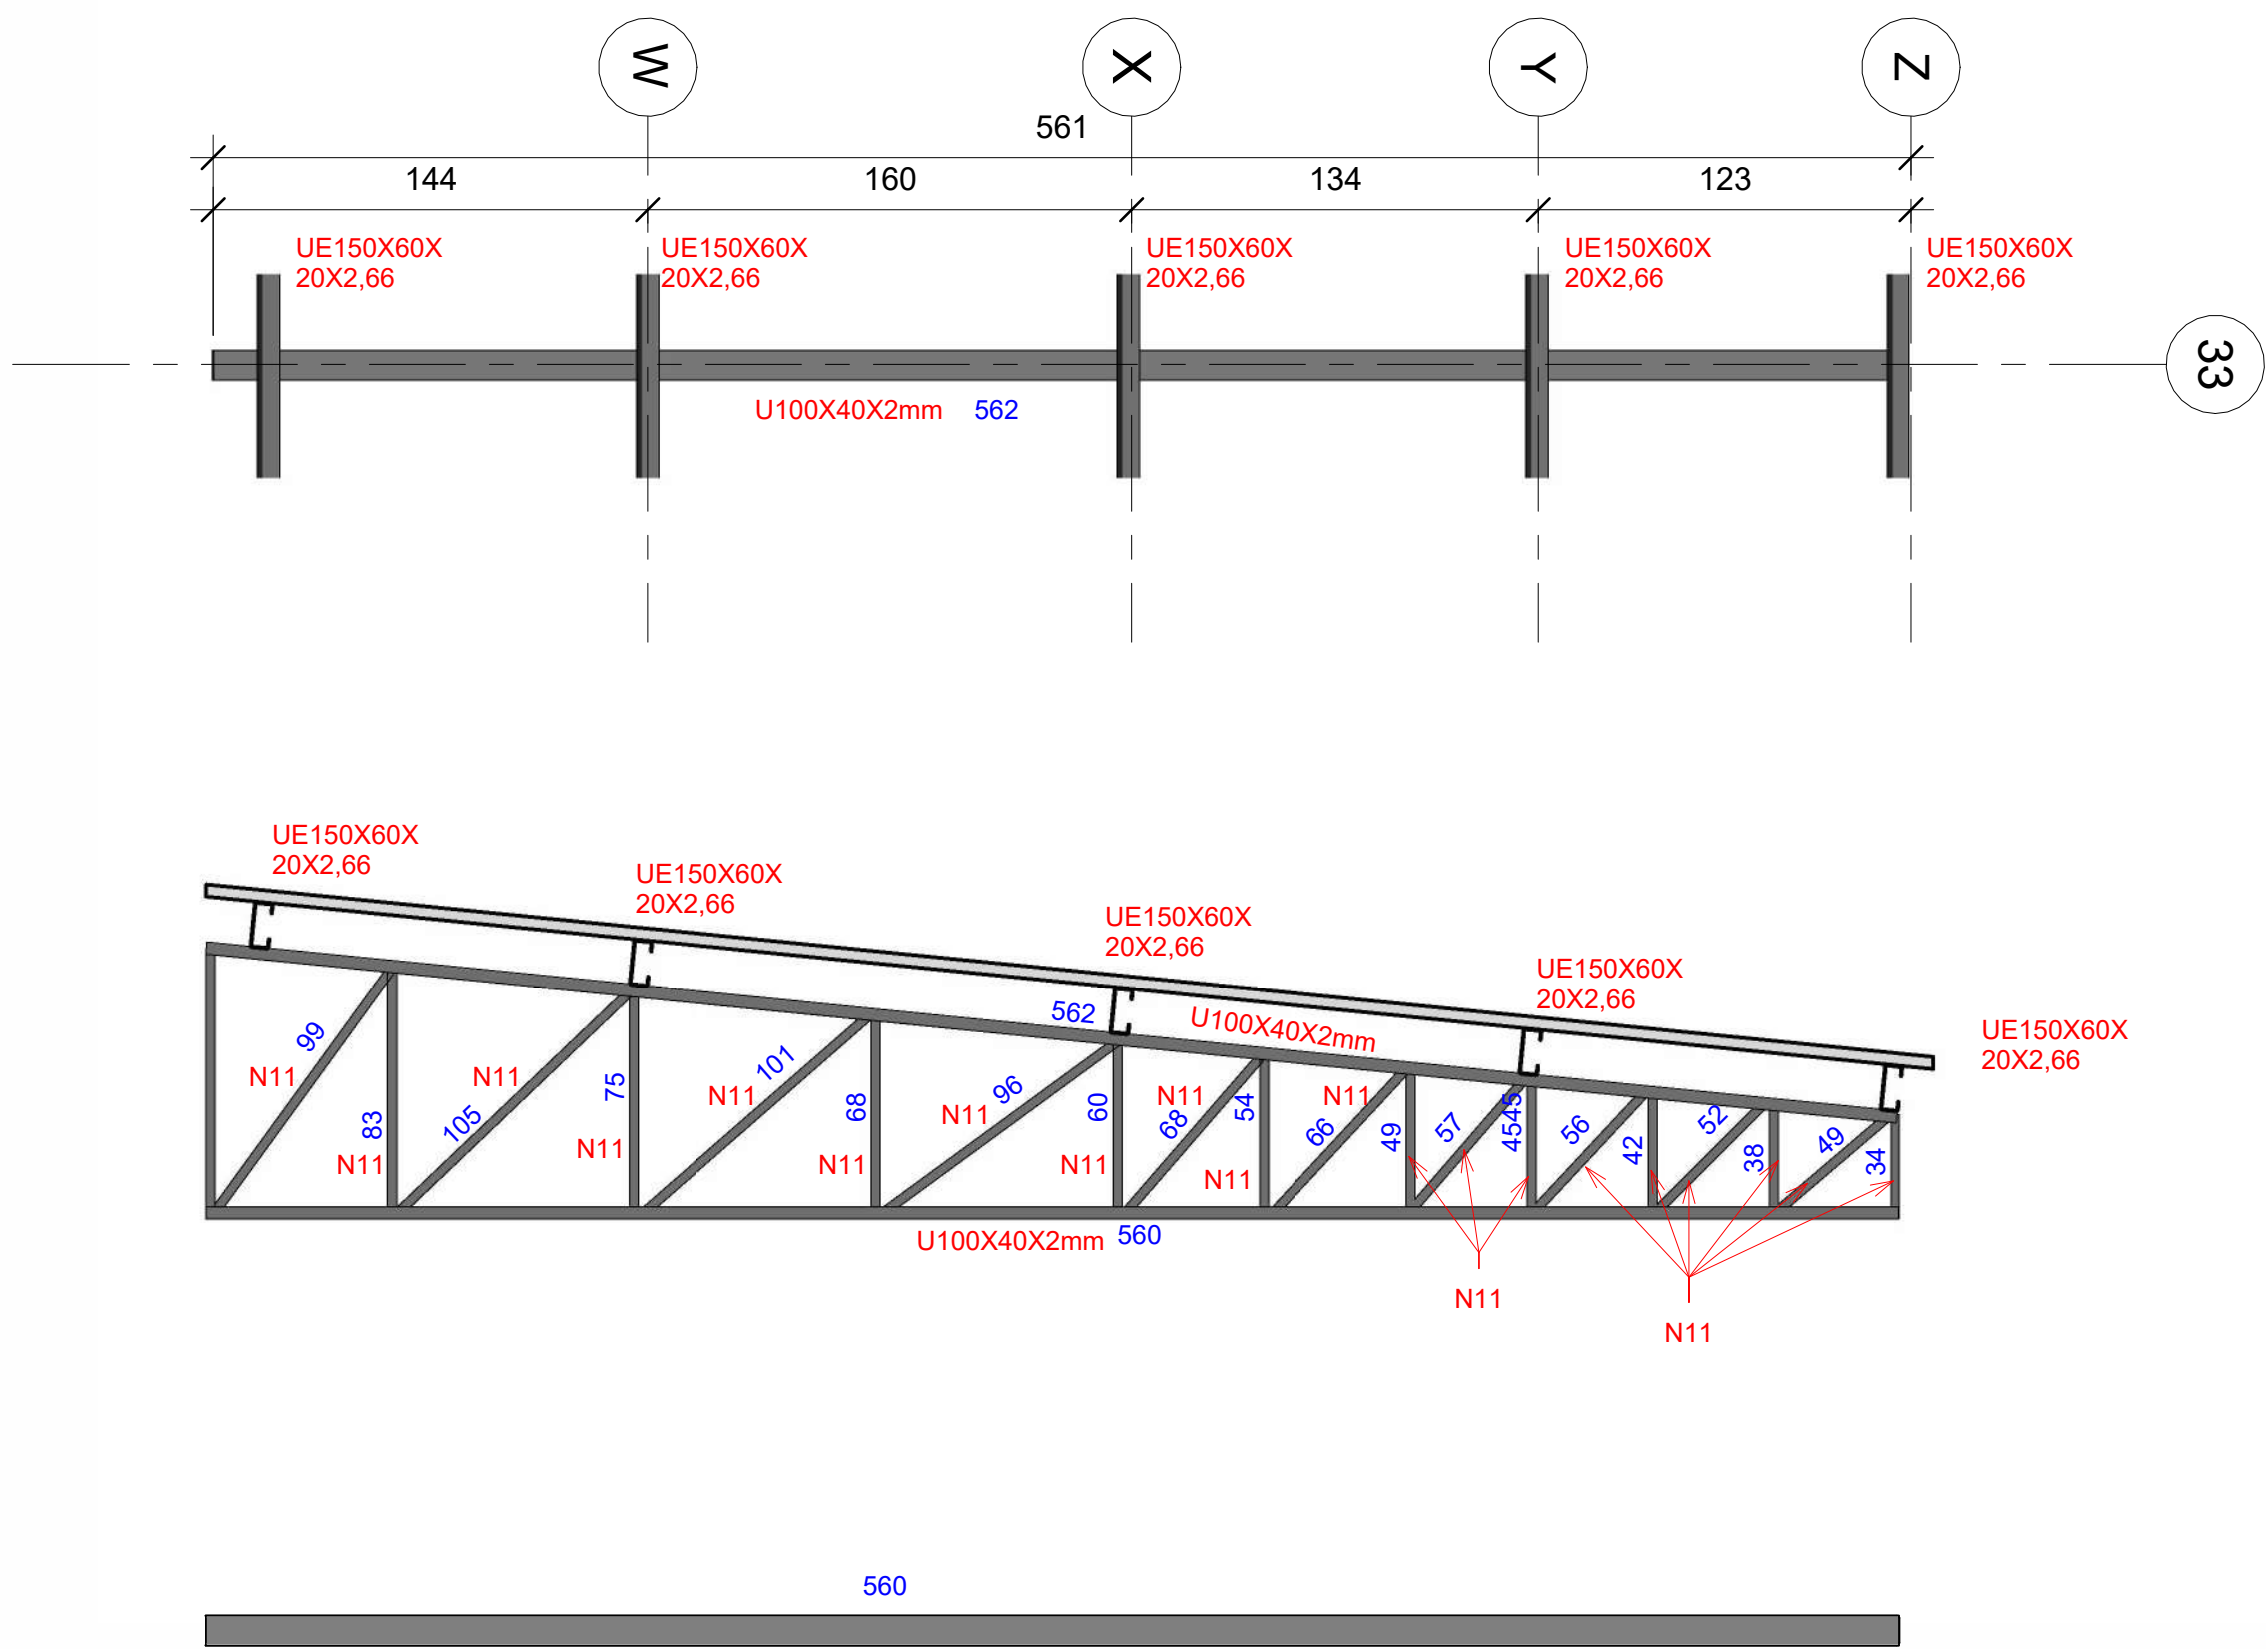 W
X
Y
Z
561
144
160
134
123
UE150X60X
20X2,66
UE150X60X
20X2,66
UE150X60X
20X2,66
UE150X60X
20X2,66
UE150X60X
20X2,66
33
U100X40X2mm 562
UE150X60X
20X2,66
UE150X60X
20X2,66
UE150X60X
20X2,66
UE150X60X
20X2,66
UE150X60X
20X2,66
562
U100X40X2mm
99
N11
83
N11
N11
105
75
N11
101
N11
68
N11
96
N11
60
N11
N11
68
54
N11
N11
66
49
57
4545
56
42
52
38
49
34
U100X40X2mm 560
N11
N11
560